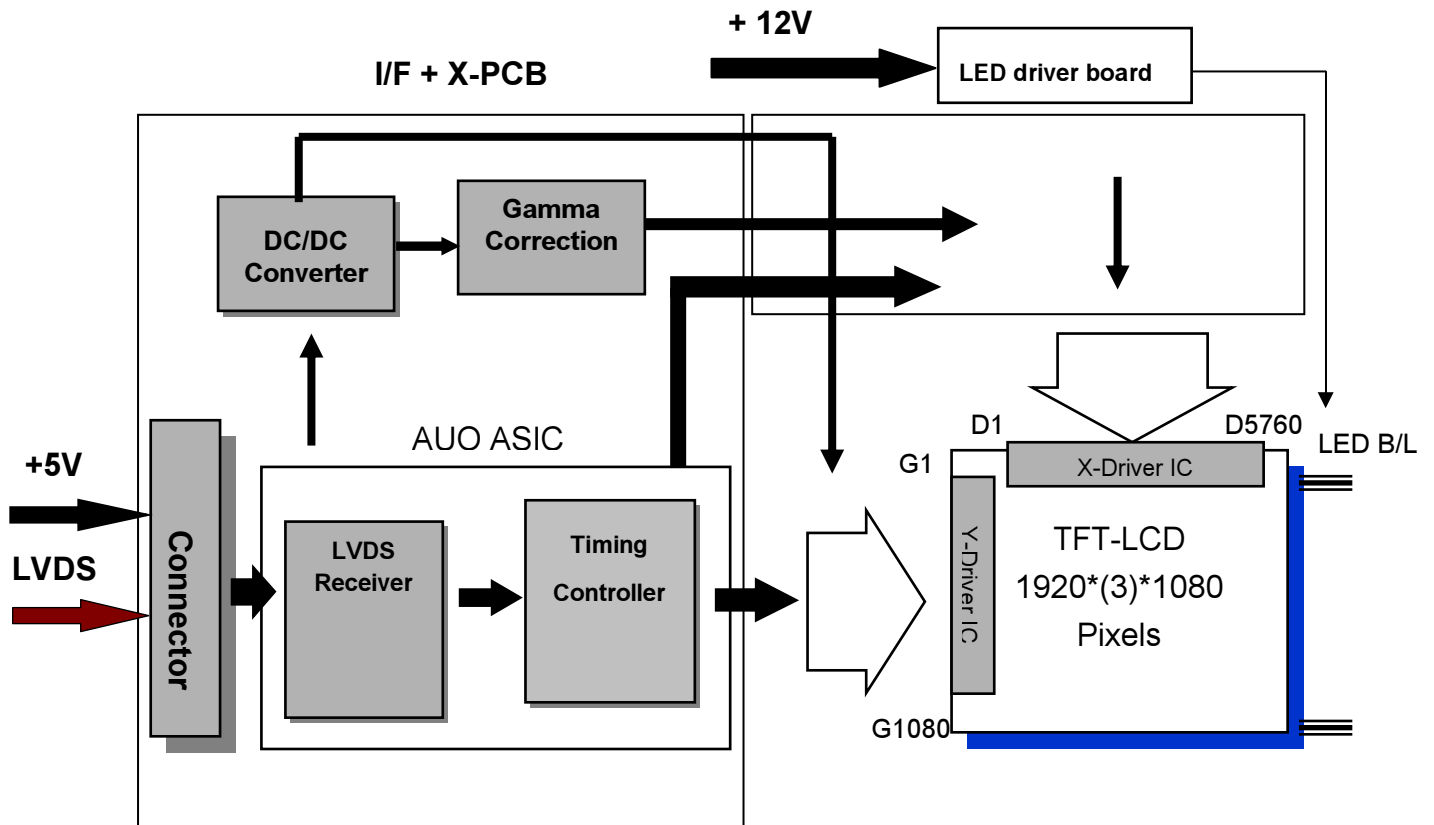 + 12V
LED driver board
I/F + X-PCB
Gamma
Correction
DC/DC
Converter
AUO ASIC
D1
D5760
LED B/L
G1
X-Driver IC
+5V
LVDS
Connector
LVDS
Receiver
Timing
Controller
Y-Driver IC
TFT-LCD
1920*(3)*1080
Pixels
G1080